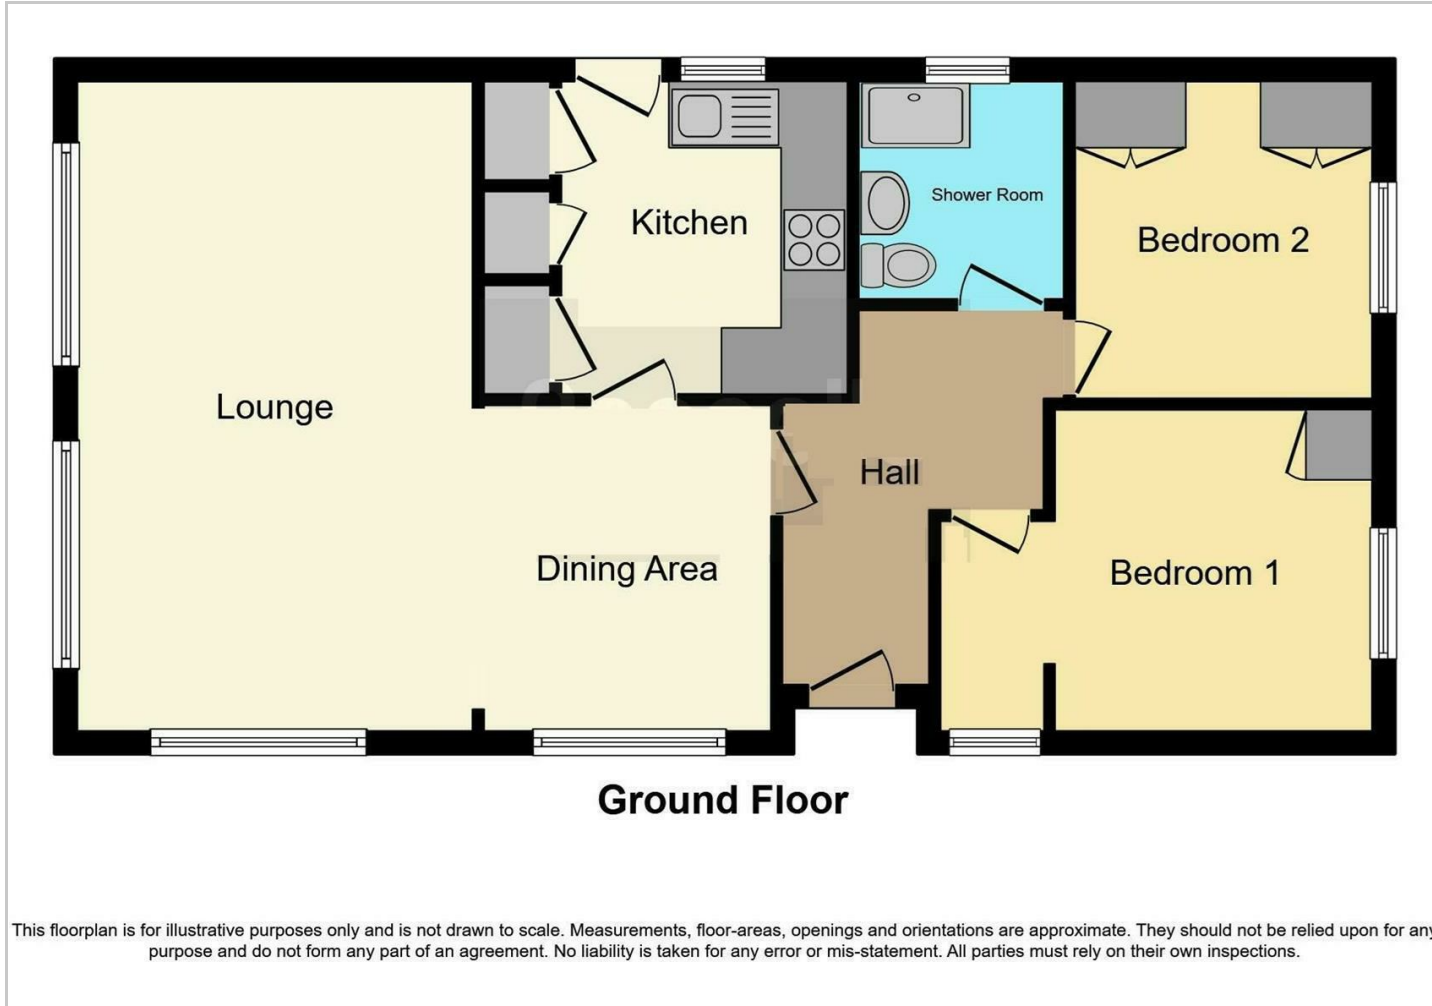 Kitchen
Shower Room
Bedroom 2
Lounge
Hall
Dining Area
Bedroom 1
Ground Floor
This floorplan is for illustrative purposes only and is not drawn to scale. Measurements, floor-areas, openings and orientations are approximate. They should not be relied upon for any
purpose and do not form any part of an agreement. No liability is taken for any error or mis-statement. All parties must rely on their own inspections.